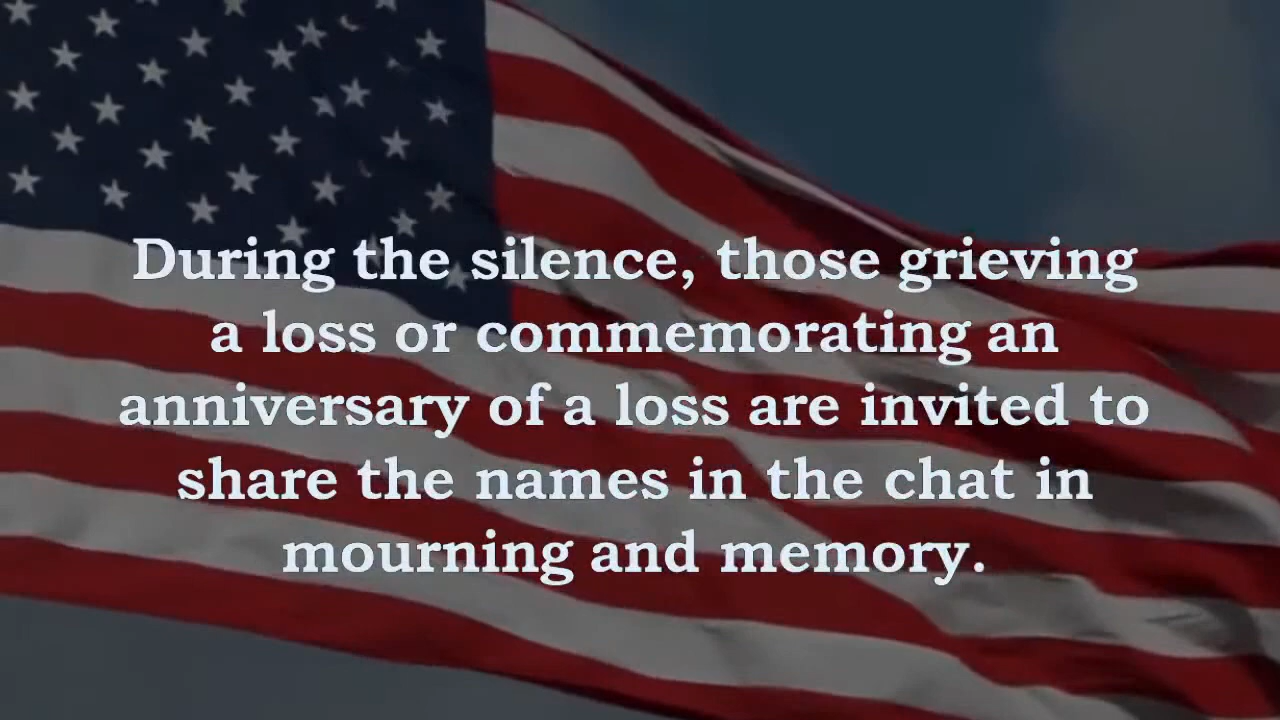 During the silence, those grieving
a loss or commemorating an
anniversary of a loss are invited to
share the names in the chat in
mourning and memory.